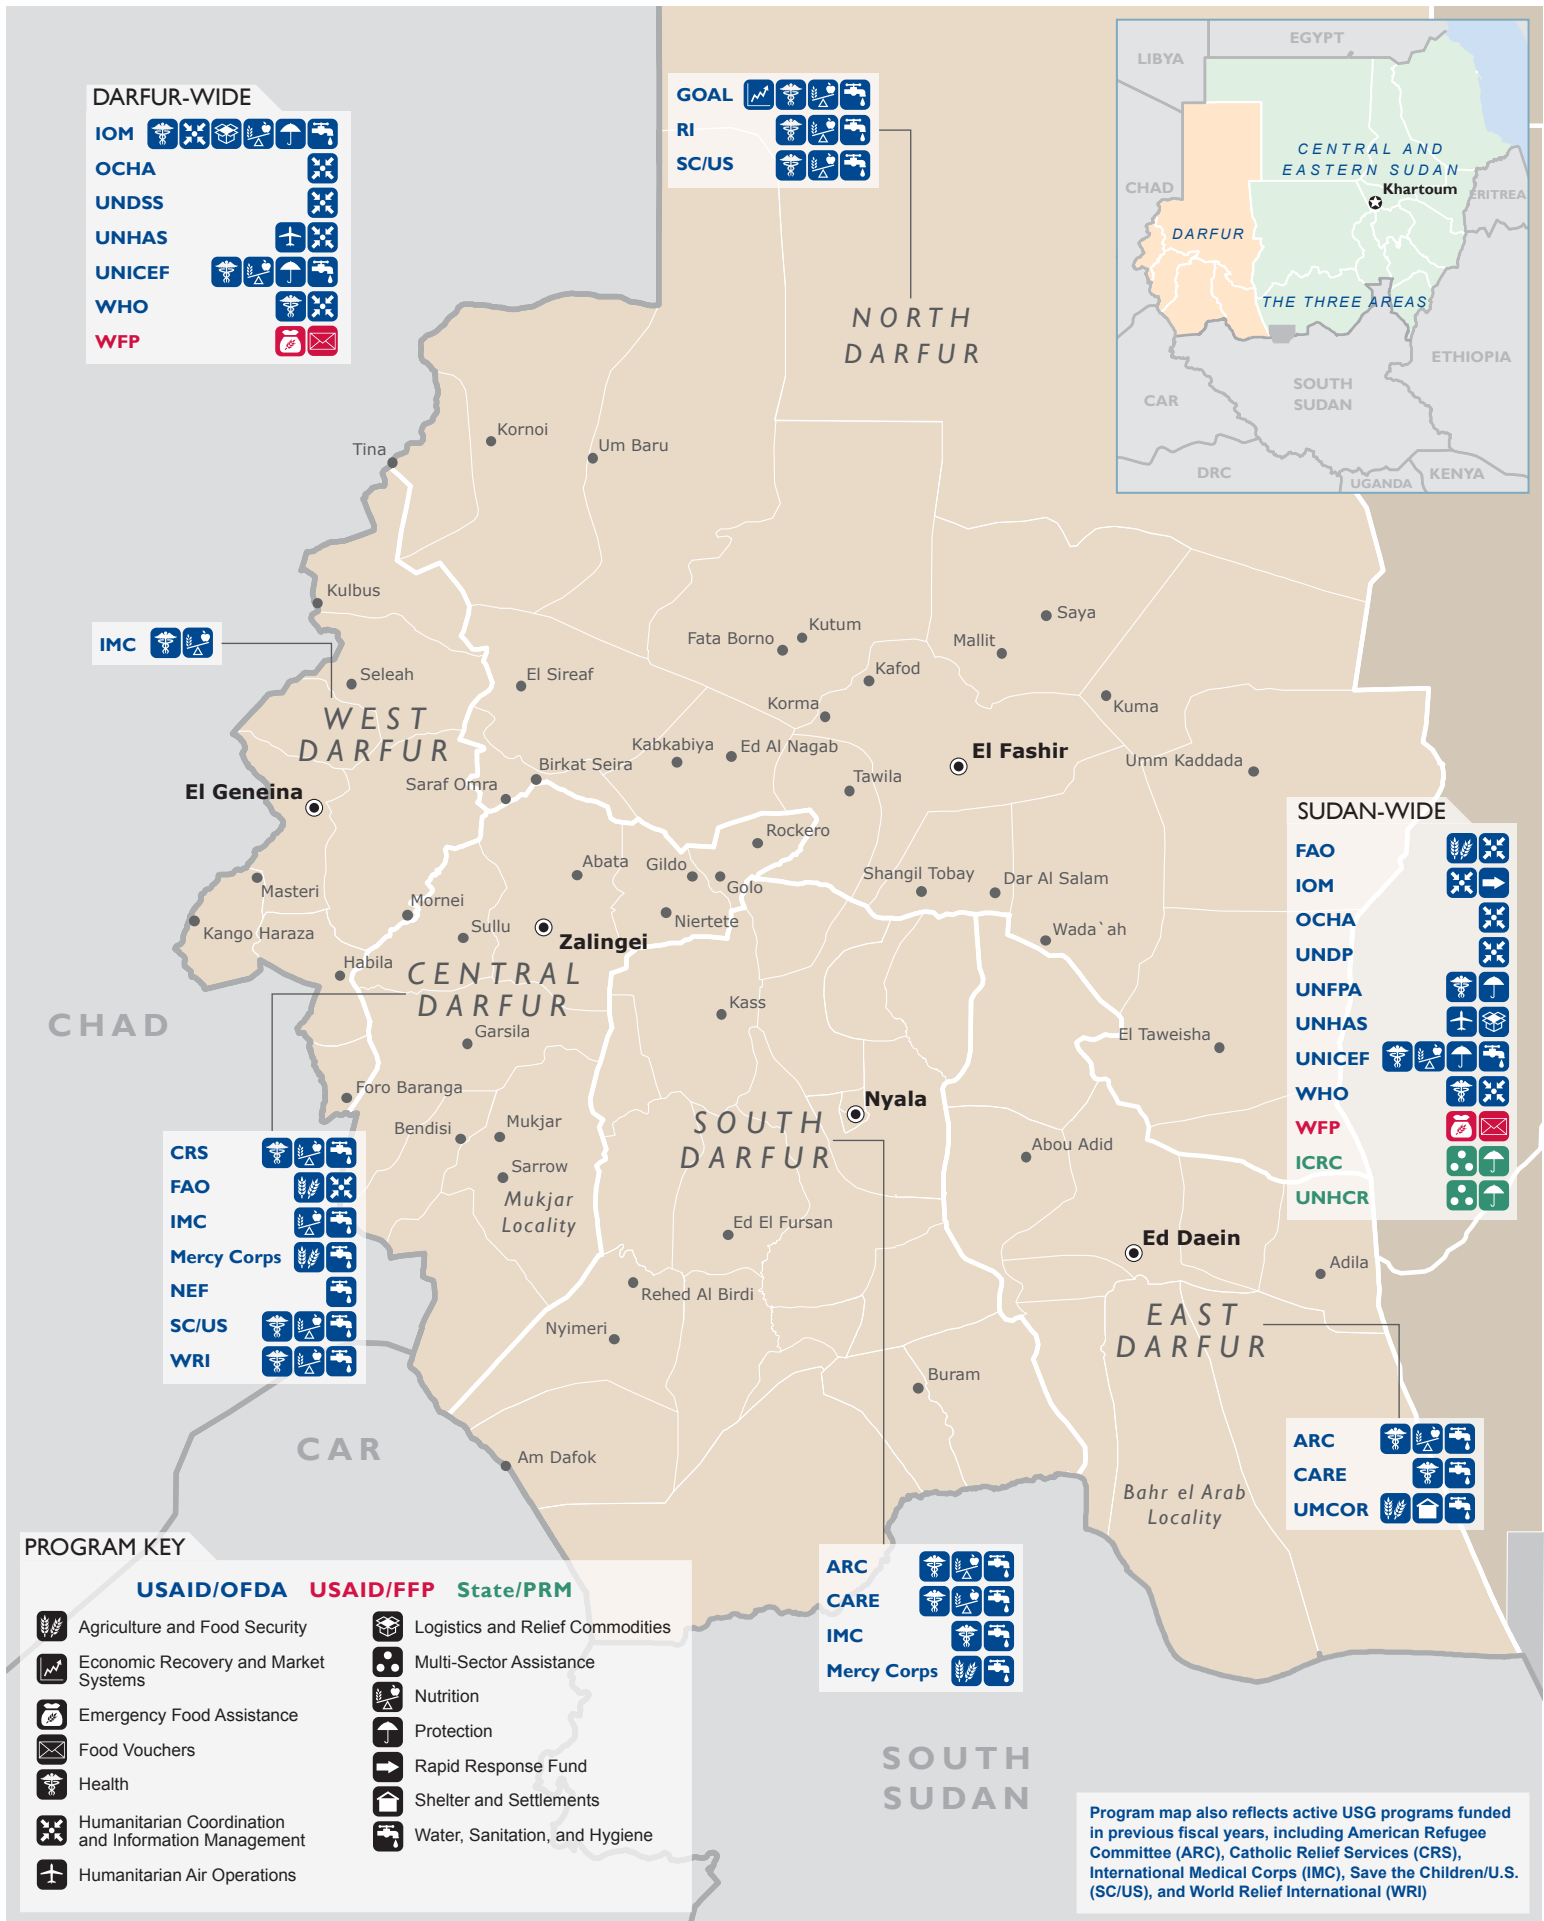 DARFUR-WIDE
IOM
OCHA
UNDSS
UNHAS
UNICEF
WHO
WFP
GOAL
RI
SC/US
LIBYA
EGYPT
CENTRAL AND
EASTERN SUDAN
Khartoum
CHAD
ERITREA
DARFUR
THE THREE AREAS
ETHIOPIA
SOUTH
SUDAN
CAR
DRC
UGANDA
KENYA
NORTH
DARFUR
Kornoi
Tina
Um Baru
Kulbus
IMC
Saya
Kutum
Fata Borno
Mallit
Kafod
Seleah
El Sireaf
Korma
Kuma
WEST
DARFUR
Kabkabiya
Ed Al Nagab
El Fashir
Umm Kaddada
Birkat Seira
Saraf Omra
Tawila
El Geneina
Rockero
Abata
Gildo
Golo
Shangil Tobay
Dar Al Salam
Masteri
Mornei
Niertete
Sullu
Kango Haraza
Zalingei
Wada`ah
Habila
CENTRAL
DARFUR
Kass
CHAD
Garsila
El Taweisha
Foro Baranga
Nyala
Bendisi
Mukjar
SOUTH
DARFUR
Abou Adid
Sarrow
Mukjar
Locality
Ed El Fursan
Ed Daein
Adila
Rehed Al Birdi
Nyimeri
EAST
DARFUR
Buram
CAR
Am Dafok
Bahr el Arab
Locality
SUDAN-WIDE
FAO
IOM
OCHA
UNDP
UNFPA
UNHAS
UNICEF
WHO
WFP
ICRC
UNHCR
CRS
FAO
IMC
Mercy Corps
NEF
SC/US
WRI
ARC
CARE
UMCOR
ARC
CARE
IMC
Mercy Corps
SOUTH
SUDAN
PROGRAM KEY
USAID/OFDA USAID/FFP State/PRM
Agriculture and Food Security
Economic Recovery and Market
Systems
Emergency Food Assistance
Food Vouchers
Health
Humanitarian Coordination
and Information Management
Humanitarian Air Operations
Logistics and Relief Commodities
Multi-Sector Assistance
Nutrition
Protection
Rapid Response Fund
Shelter and Settlements
Water, Sanitation, and Hygiene
Program map also reflects active USG programs funded
in previous fiscal years, including American Refugee
Committee (ARC), Catholic Relief Services (CRS),
International Medical Corps (IMC), Save the Children/U.S.
(SC/US), and World Relief International (WRI)